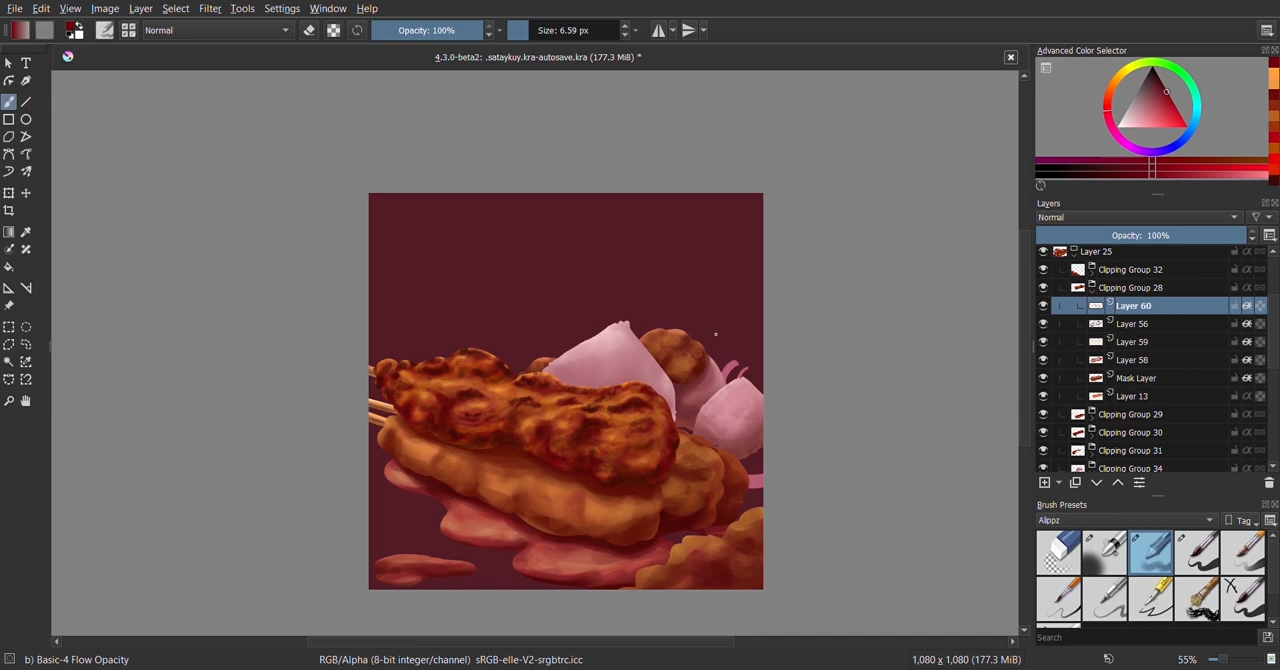 File Edit View Image Layer Select Filter Tools Settings Window Help
Normal Opacity: 100% Size: 6.59 px
4.3.0-beta2: .sataykuy.kra-autosave.kra (177.3 MiB) *
Advanced Color Selector
Layers
Normal
Opacity: 100%
Layer 25
Clipping Group 32
Clipping Group 28
Layer 60
Layer 56
Layer 59
Layer 58
Mask Layer
Layer 13
Clipping Group 29
Clipping Group 30
Clipping Group 31
Clipping Group 34
Brush Presets
Alippz Tag
Search
b) Basic-4 Flow Opacity RGB/Alpha (8-bit integer/channel) sRGB-elle-V2-srgbtrc.icc 1,080 x 1,080 (177.3 MiB) 55%